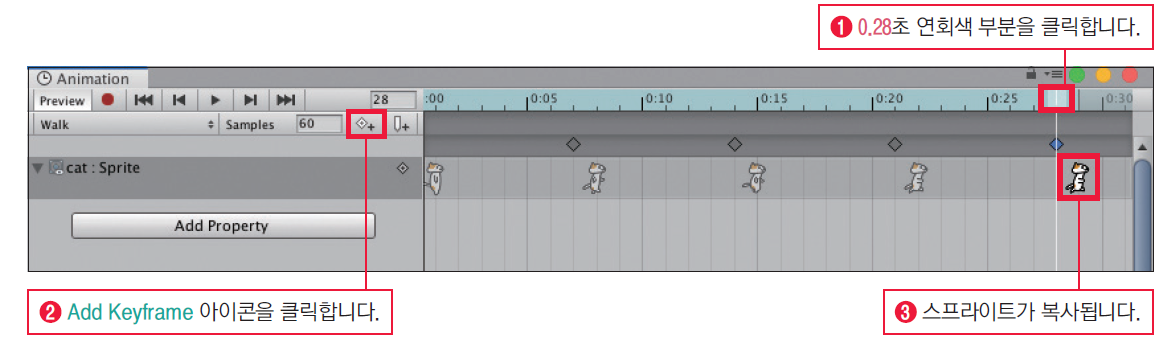 ❶ 0.28초 연회색 부분을 클릭합니다.
Animation
Preview 28 :00 0:05 0:10 0:15 0:20 0:25 0:30
Walk Samples 60
cat : Sprite
Add Property
❷ Add Keyframe 아이콘을 클릭합니다.
❸ 스프라이트가 복사됩니다.